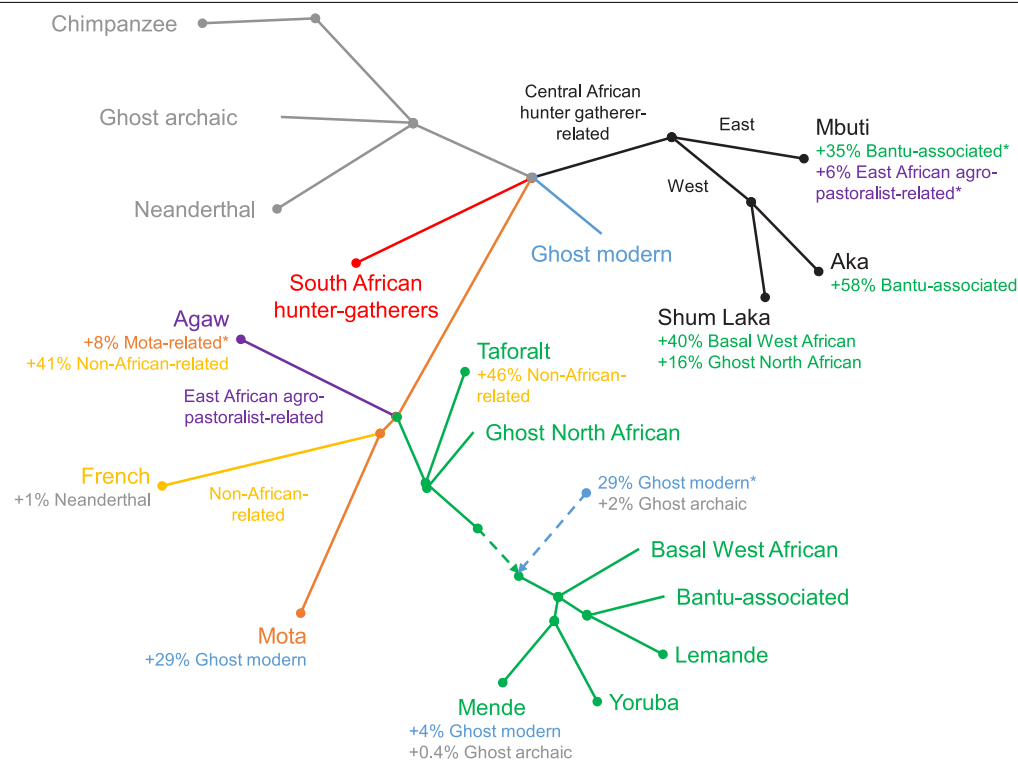 Chimpanzee
Ghost archaic
Neanderthal
Central African
hunter gatherer-
related
East
West
Mbuti
+35% Bantu-associated*
+6% East African agro-
pastoralist-related*
Aka
+58% Bantu-associated
Shum Laka
+40% Basal West African
+16% Ghost North African
Ghost modern
South African
hunter-gatherers
Agaw
+8% Mota-related*
+41% Non-African-related
East African agro-
pastoralist-related
Taforalt
+46% Non-African-
related
Ghost North African
French
+1% Neanderthal
Non-African-
related
29% Ghost modern*
+2% Ghost archaic
Basal West African
Bantu-associated
Lemande
Yoruba
Mota
+29% Ghost modern
Mende
+4% Ghost modern
+0.4% Ghost archaic